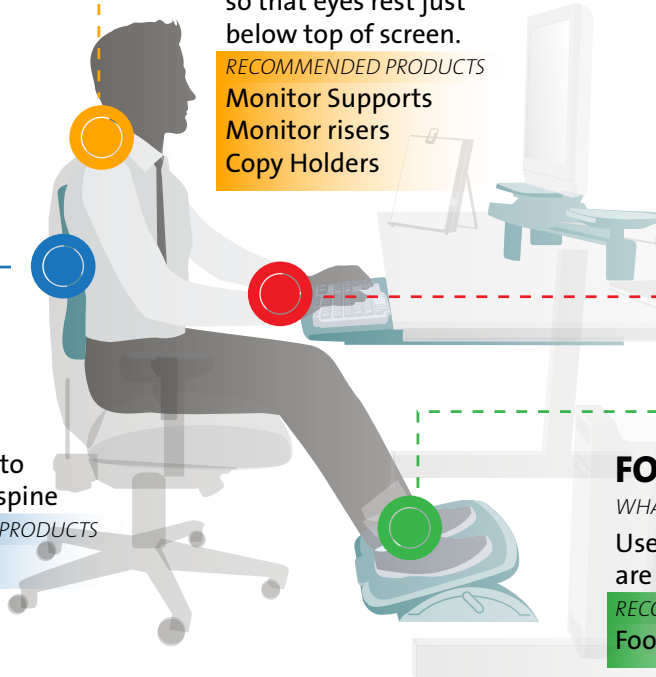 so that eyes rest just
below top of screen.
RECOMMENDED PRODUCTS
Monitor Supports
Monitor risers
Copy Holders
to
spine
PRODUCTS
FO
WHA
Use
are
RECO
Foo